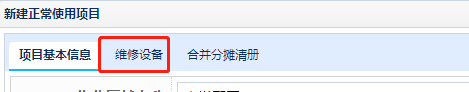 新建正常使用项目
项目基本信息 维修设备 合并分摊清册